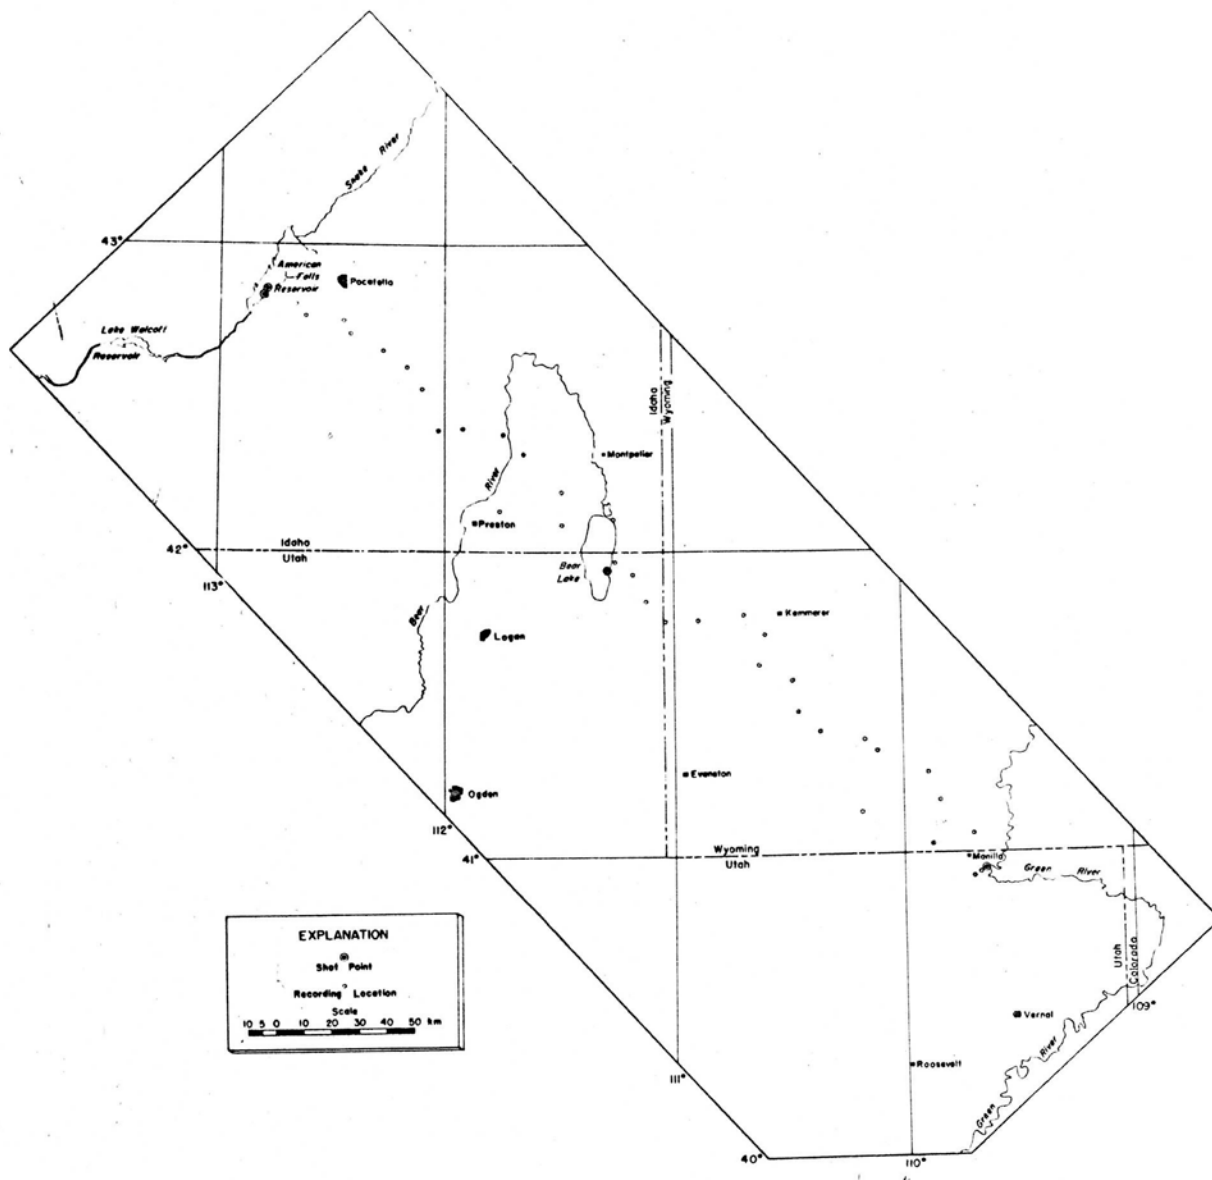 Snake River
43°
American
Falls
Reservoir
Pocatello
Lake Walcott
Reservoir
Idaho
Wyoming
Montpelier
River
Preston
42°
Idaho
Utah
Bear
Lake
113°
Bear
Kemmerer
Logan
Evanston
Ogden
112°
41°
Wyoming
Utah
Manila
Green River
EXPLANATION
Shot Point
Recording Location
Scale
10 5 0 10 20 30 40 50 km
Utah
Colorado
109°
Vernal
River
Roosevelt
111°
Green
40°
110°